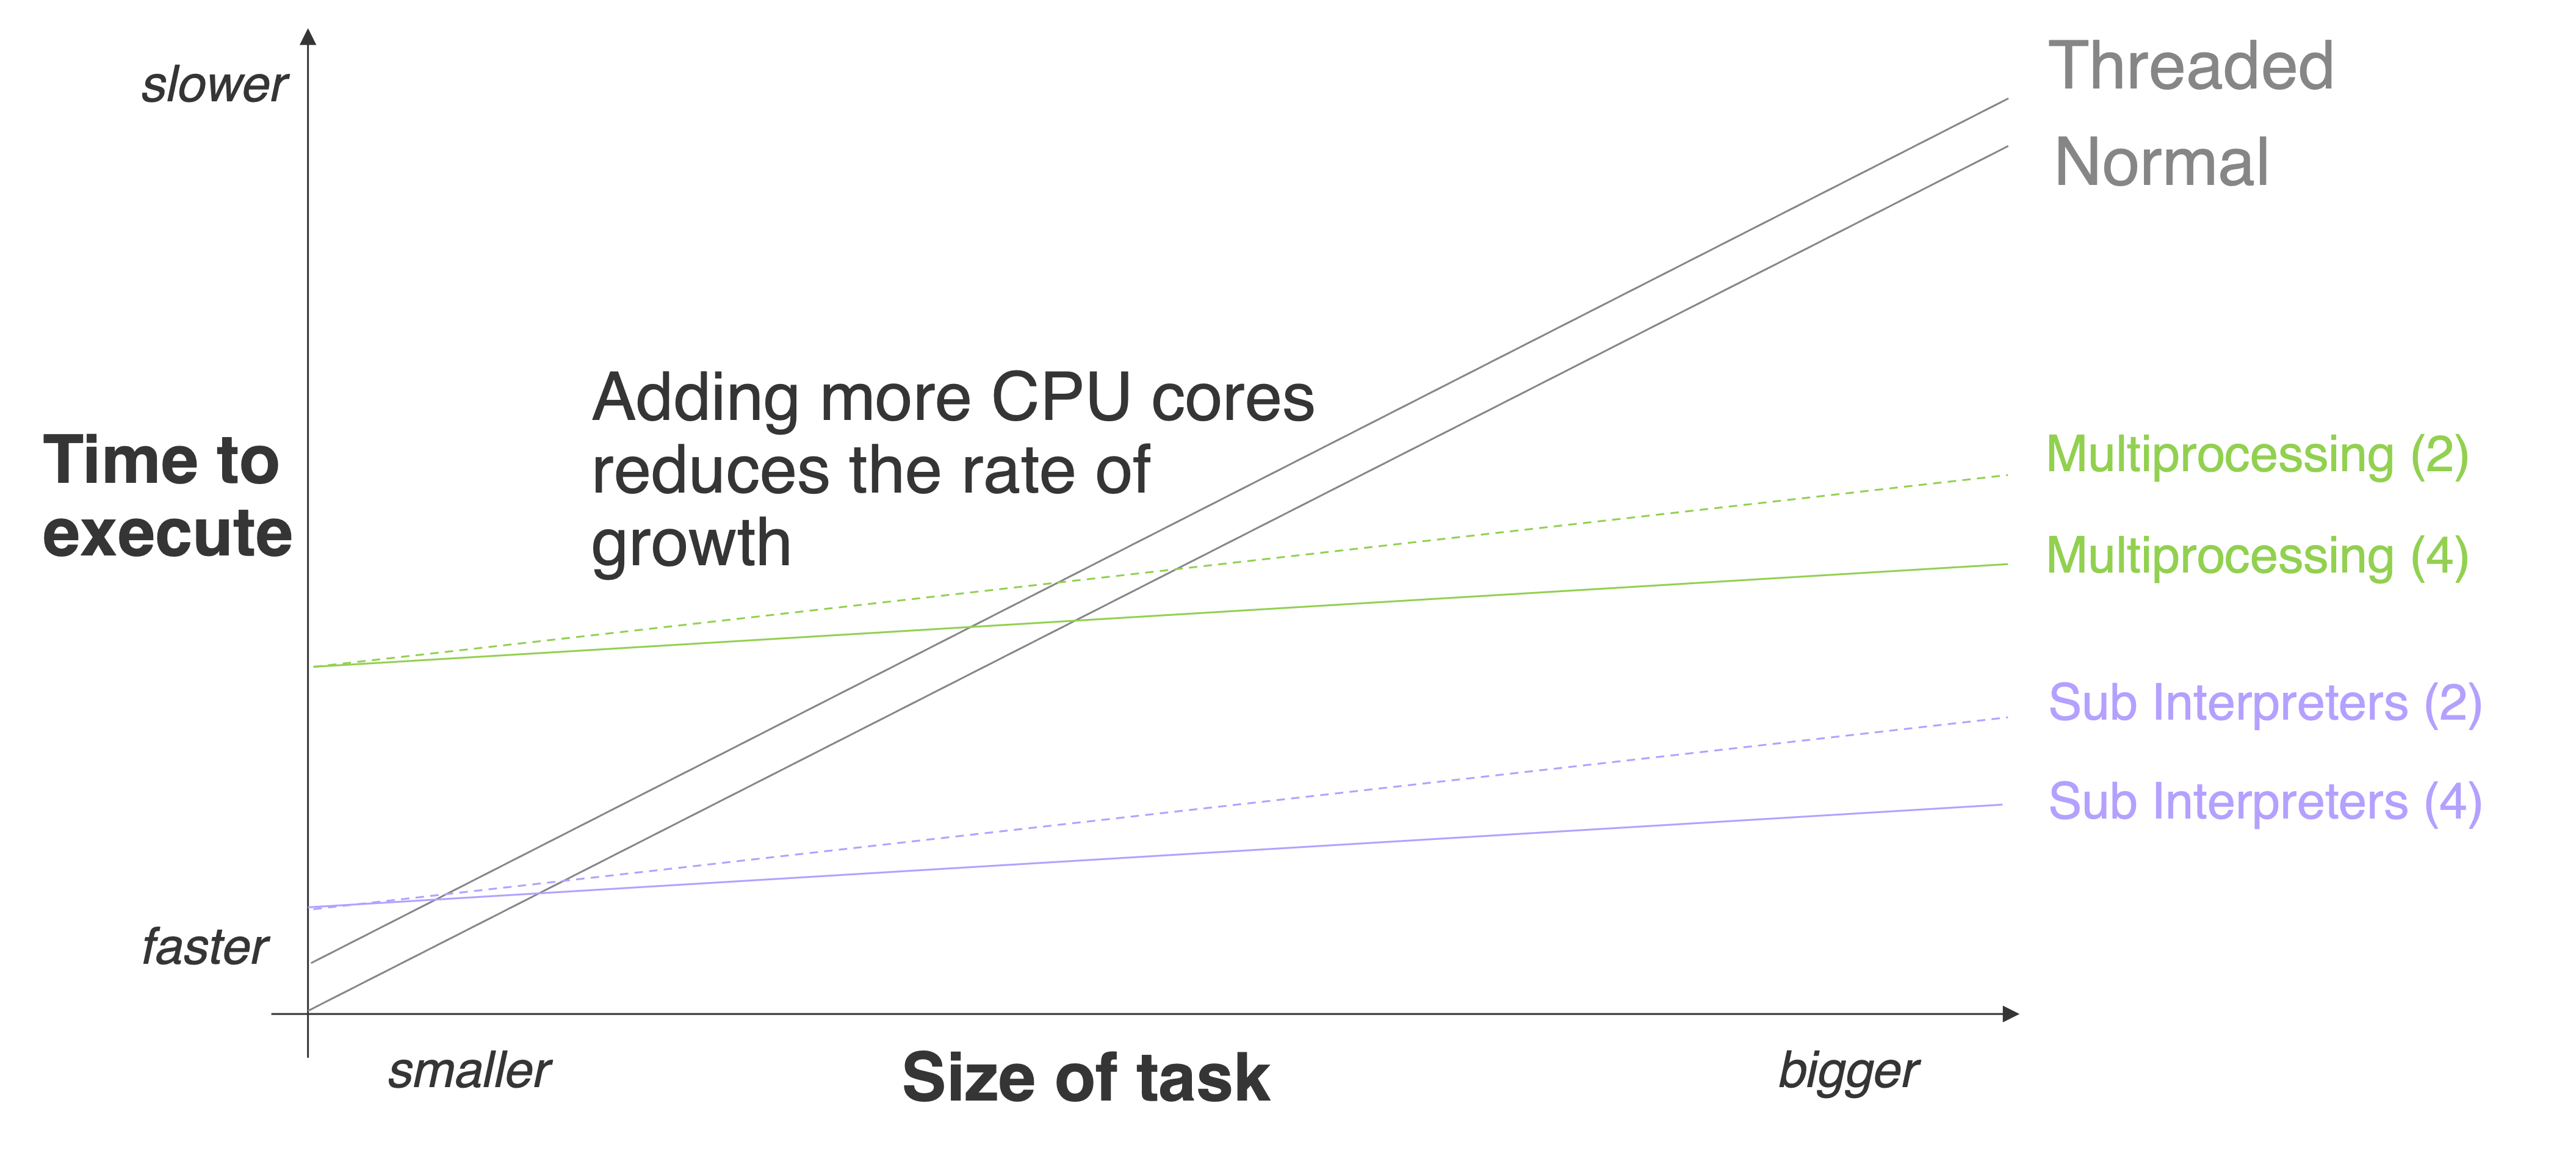 slower
Threaded
Normal
Adding more CPU cores
reduces the rate of
growth
Time to
execute
Multiprocessing (2)
Multiprocessing (4)
Sub Interpreters (2)
Sub Interpreters (4)
faster
smaller
Size of task
bigger